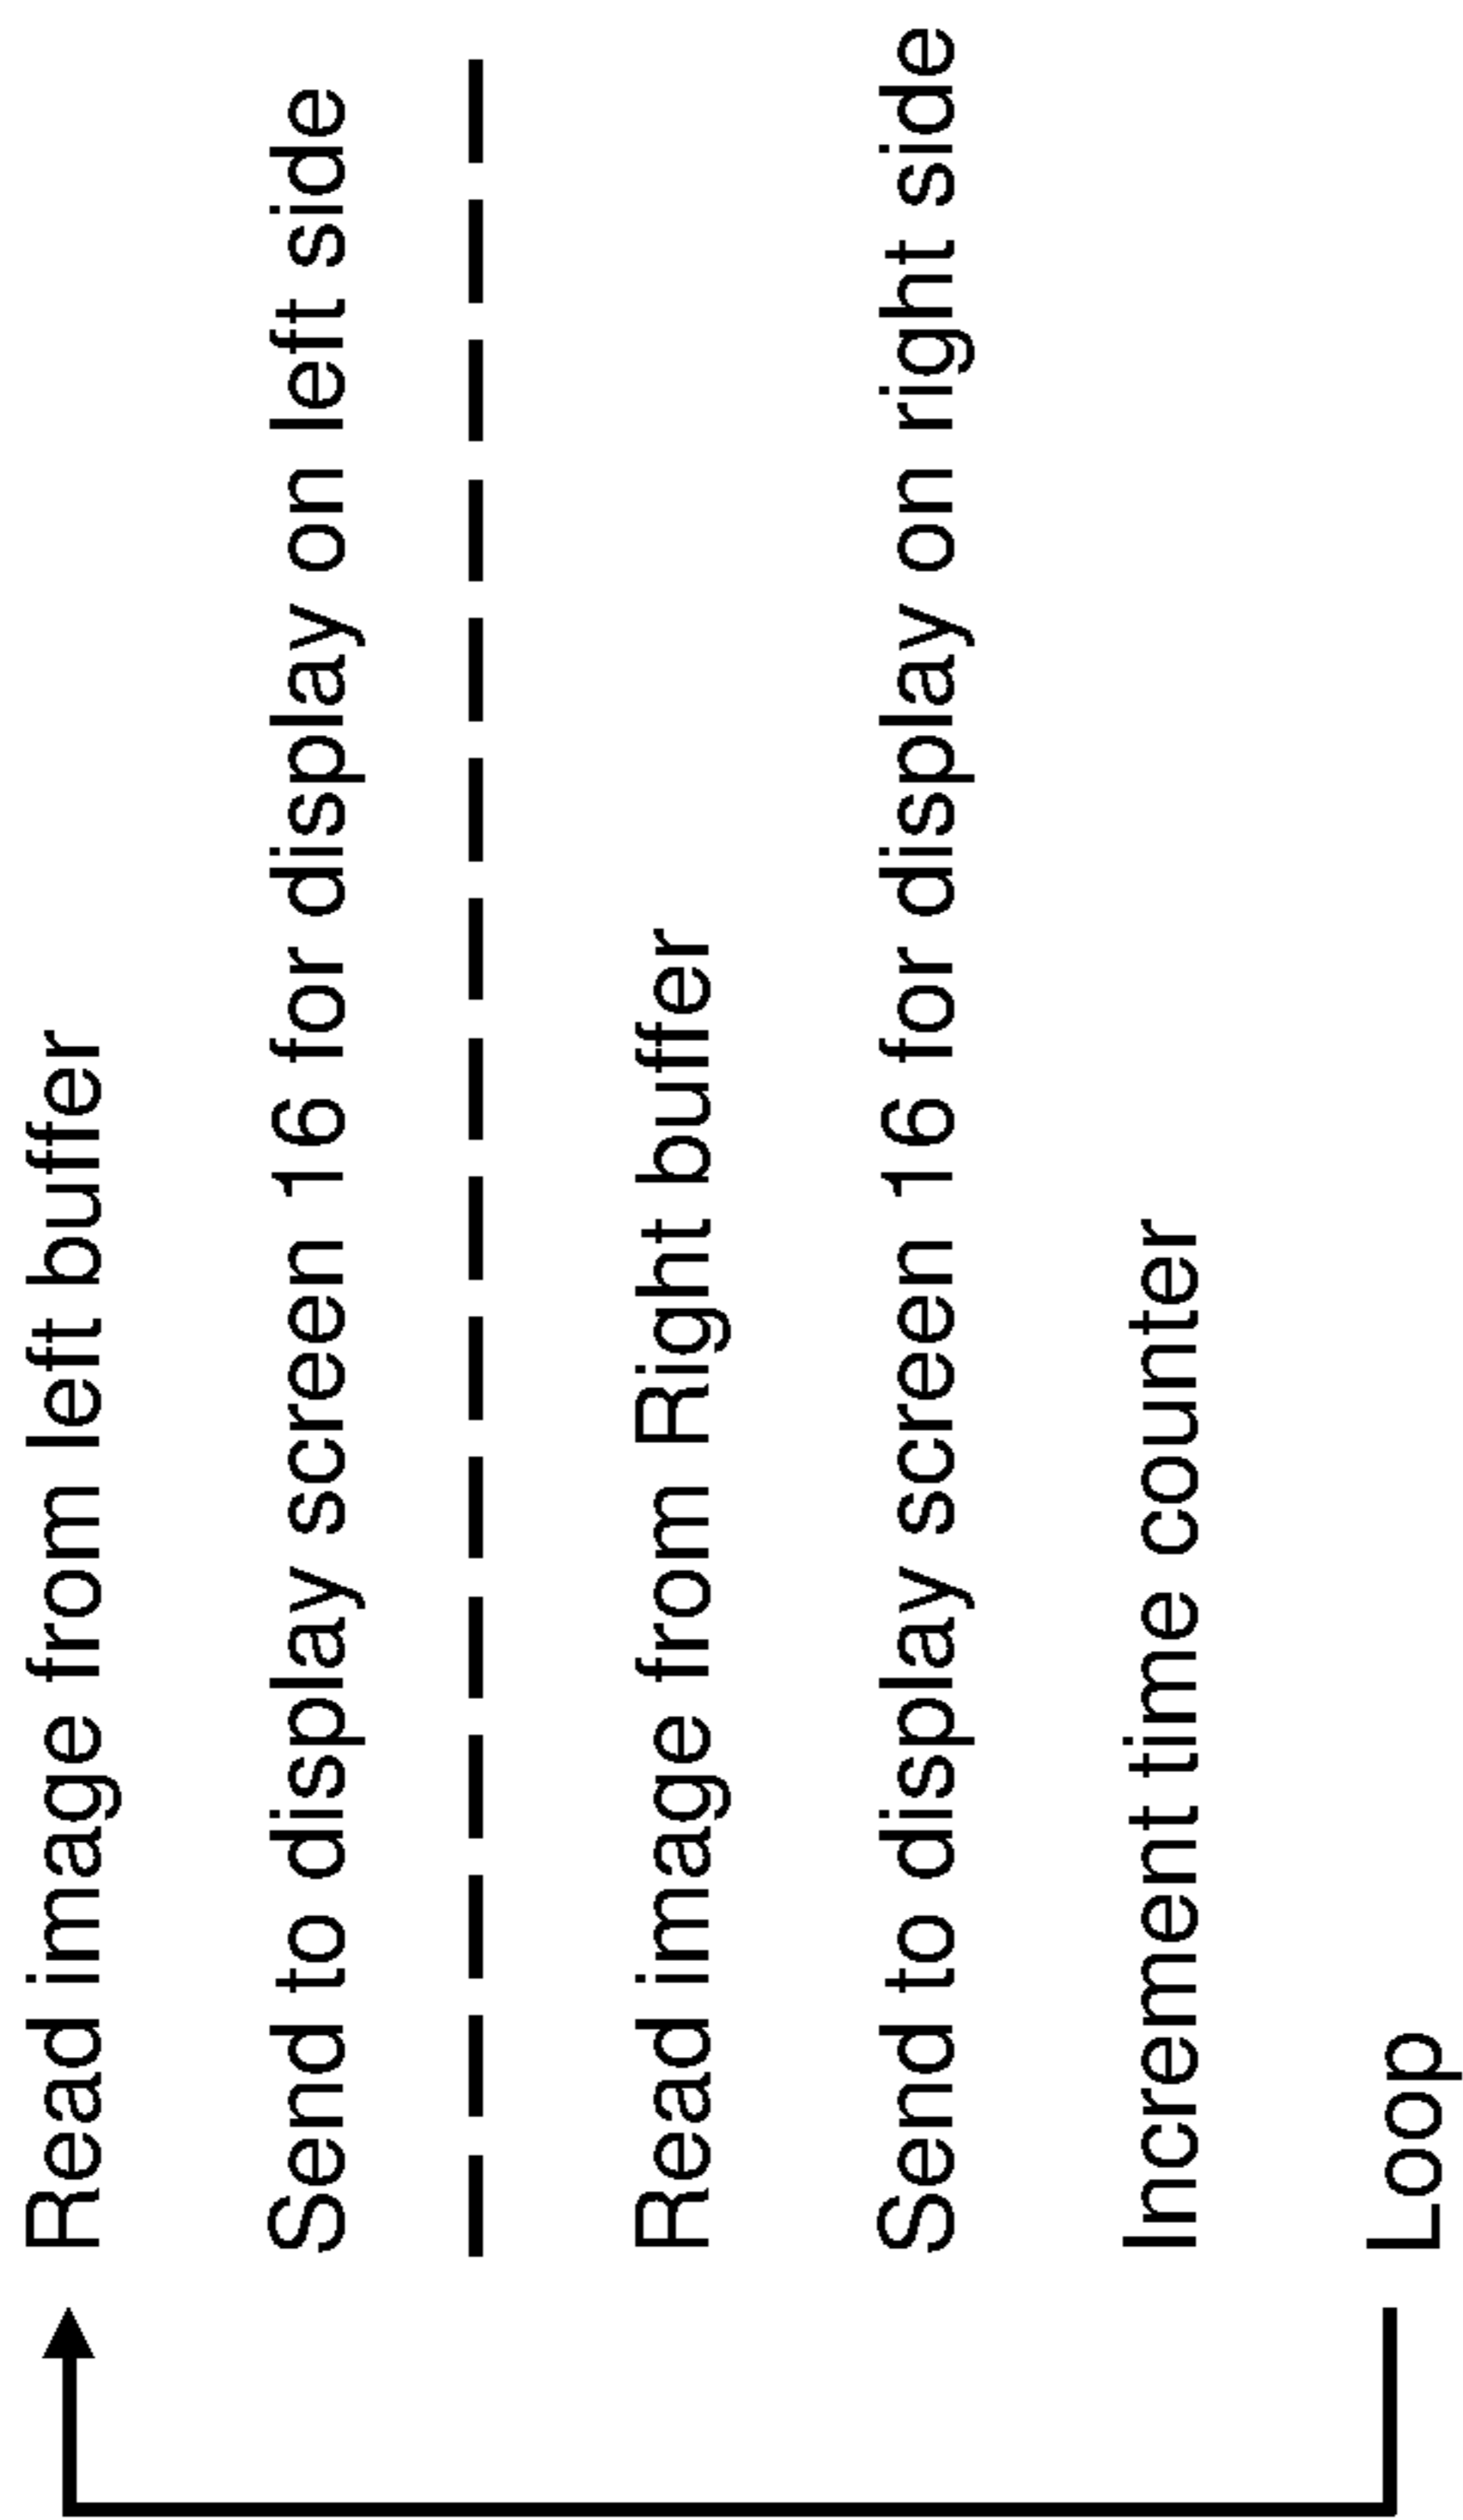 Read image from left buffer
Send to display screen 16 for display on left side
Read image from Right buffer
Send to display screen 16 for display on right side
Increment time counter
Loop